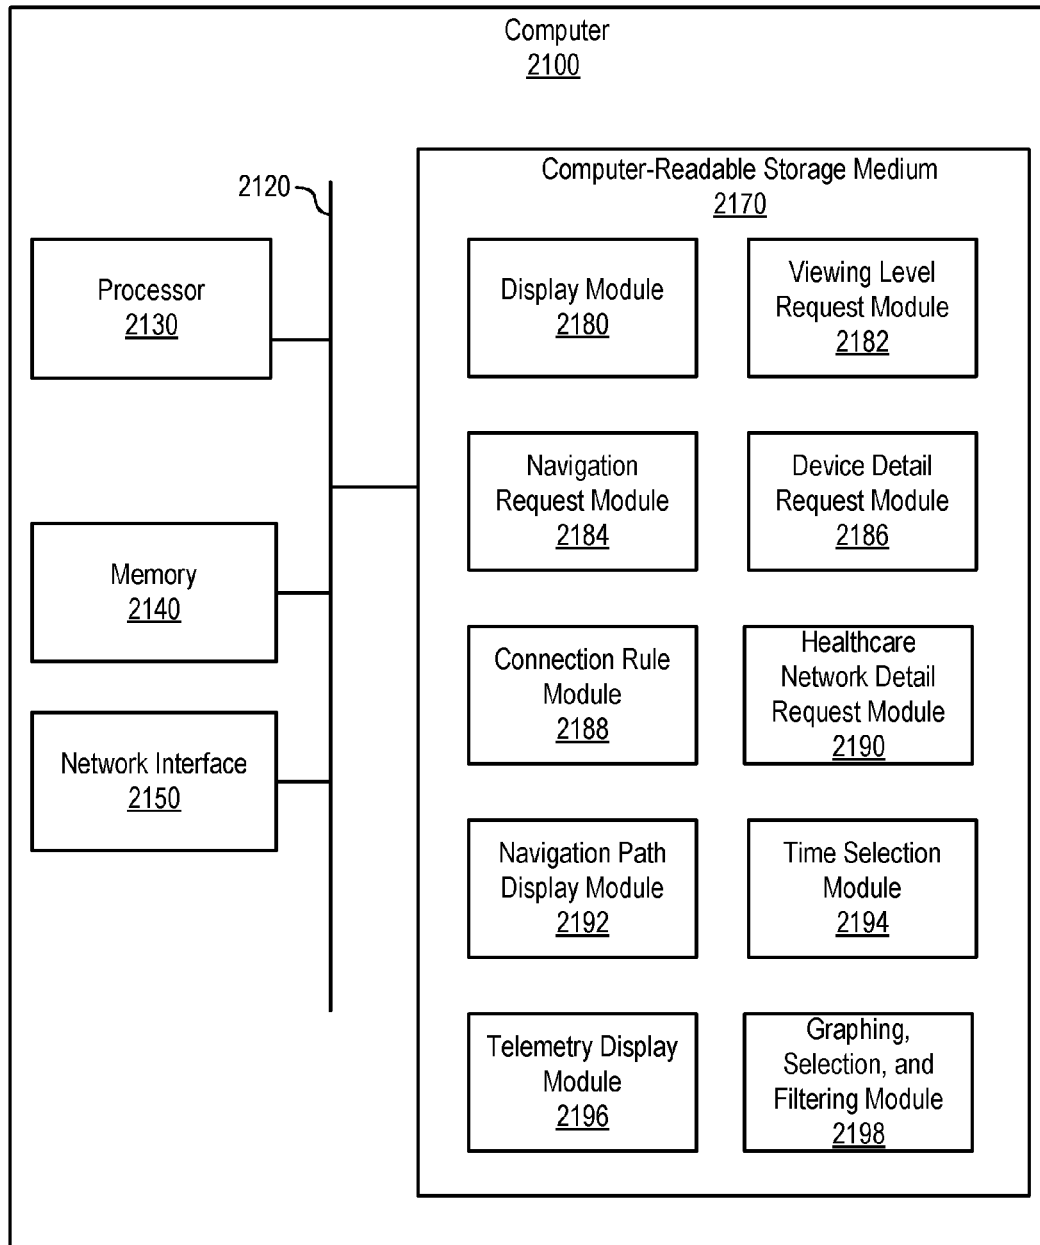 Computer
2100
2120
Computer-Readable Storage Medium
2170
Processor
2130
Display Module
2180
Viewing Level
Request Module
2182
Navigation
Request Module
2184
Device Detail
Request Module
2186
Memory
2140
Connection Rule
Module
2188
Healthcare
Network Detail
Request Module
2190
Network Interface
2150
Navigation Path
Display Module
2192
Time Selection
Module
2194
Telemetry Display
Module
2196
Graphing,
Selection, and
Filtering Module
2198